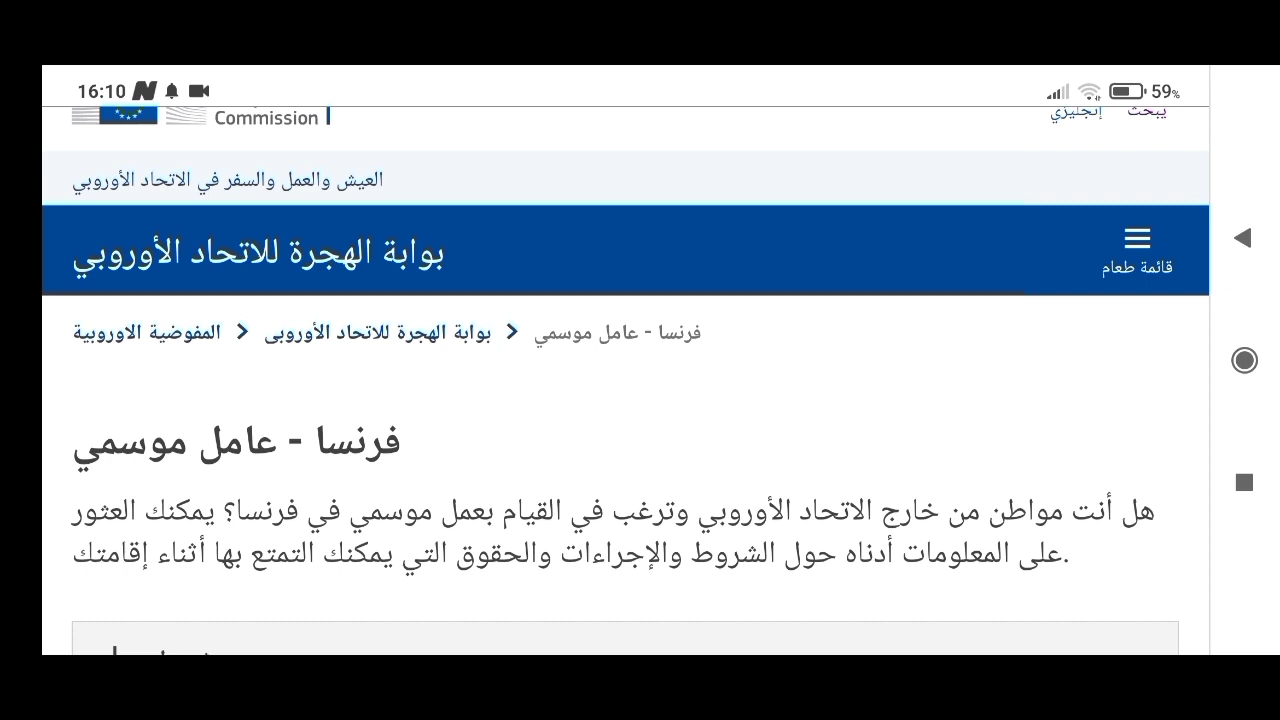 16:10 59%
Commission إنجليزي يبحث
العيش والعمل والسفر في الاتحاد الأوروبي
بوابة الهجرة للاتحاد الأوروبي
قائمة طعام
المفوضية الاوروبية > بوابة الهجرة للاتحاد الأوروبى > فرنسا - عامل موسمي
فرنسا - عامل موسمي
هل أنت مواطن من خارج الاتحاد الأوروبي وترغب في القيام بعمل موسمي في فرنسا؟ يمكنك العثور
على المعلومات أدناه حول الشروط والإجراءات والحقوق التي يمكنك التمتع بها أثناء إقامتك.